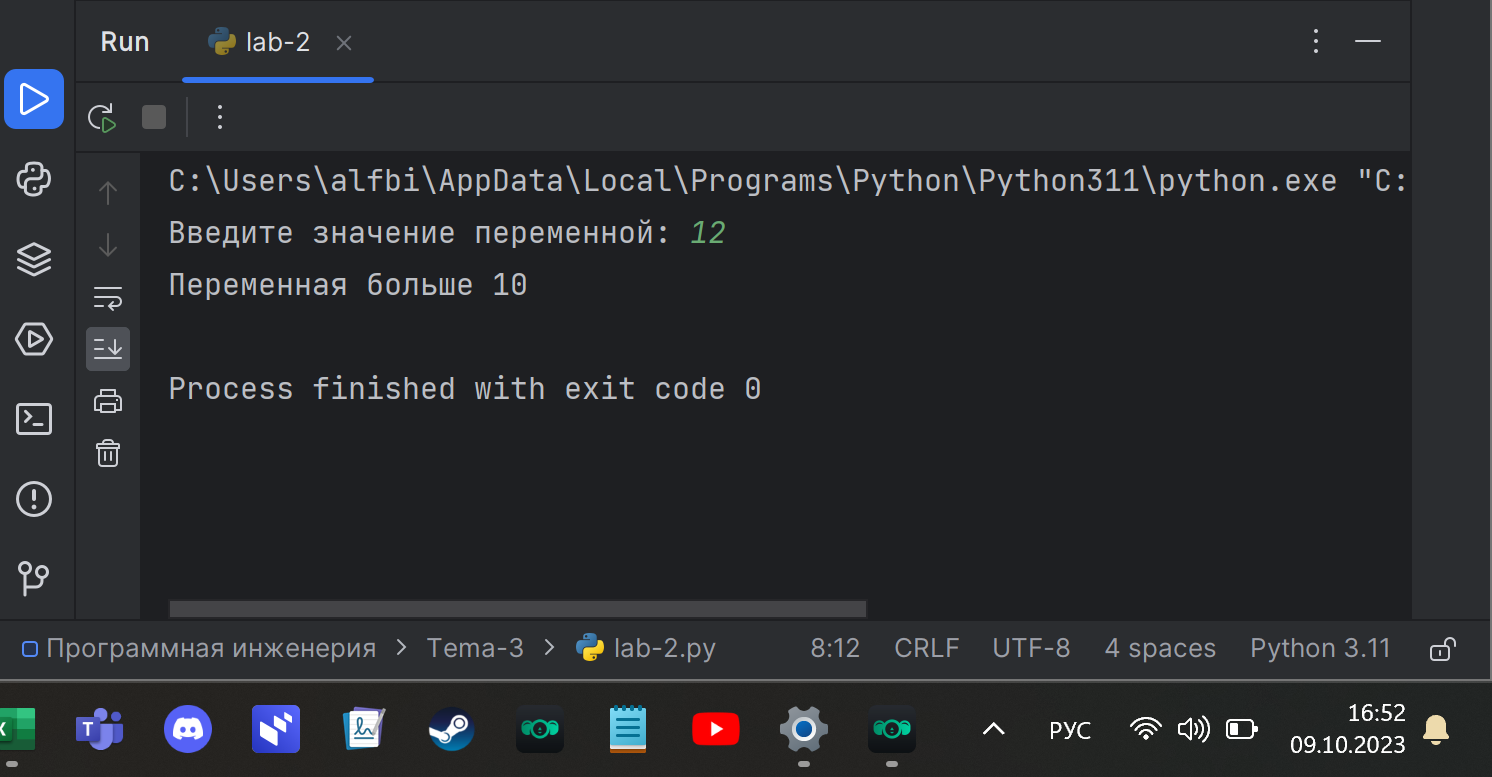 Run lab-2
C:\Users\alfbi\AppData\Local\Programs\Python\Python311\python.exe "C:
Введите значение переменной: 12
Переменная больше 10
Process finished with exit code 0
Программная инженерия > Tema-3 > lab-2.py 8:12 CRLF UTF-8 4 spaces Python 3.11
РУС 16:52
09.10.2023